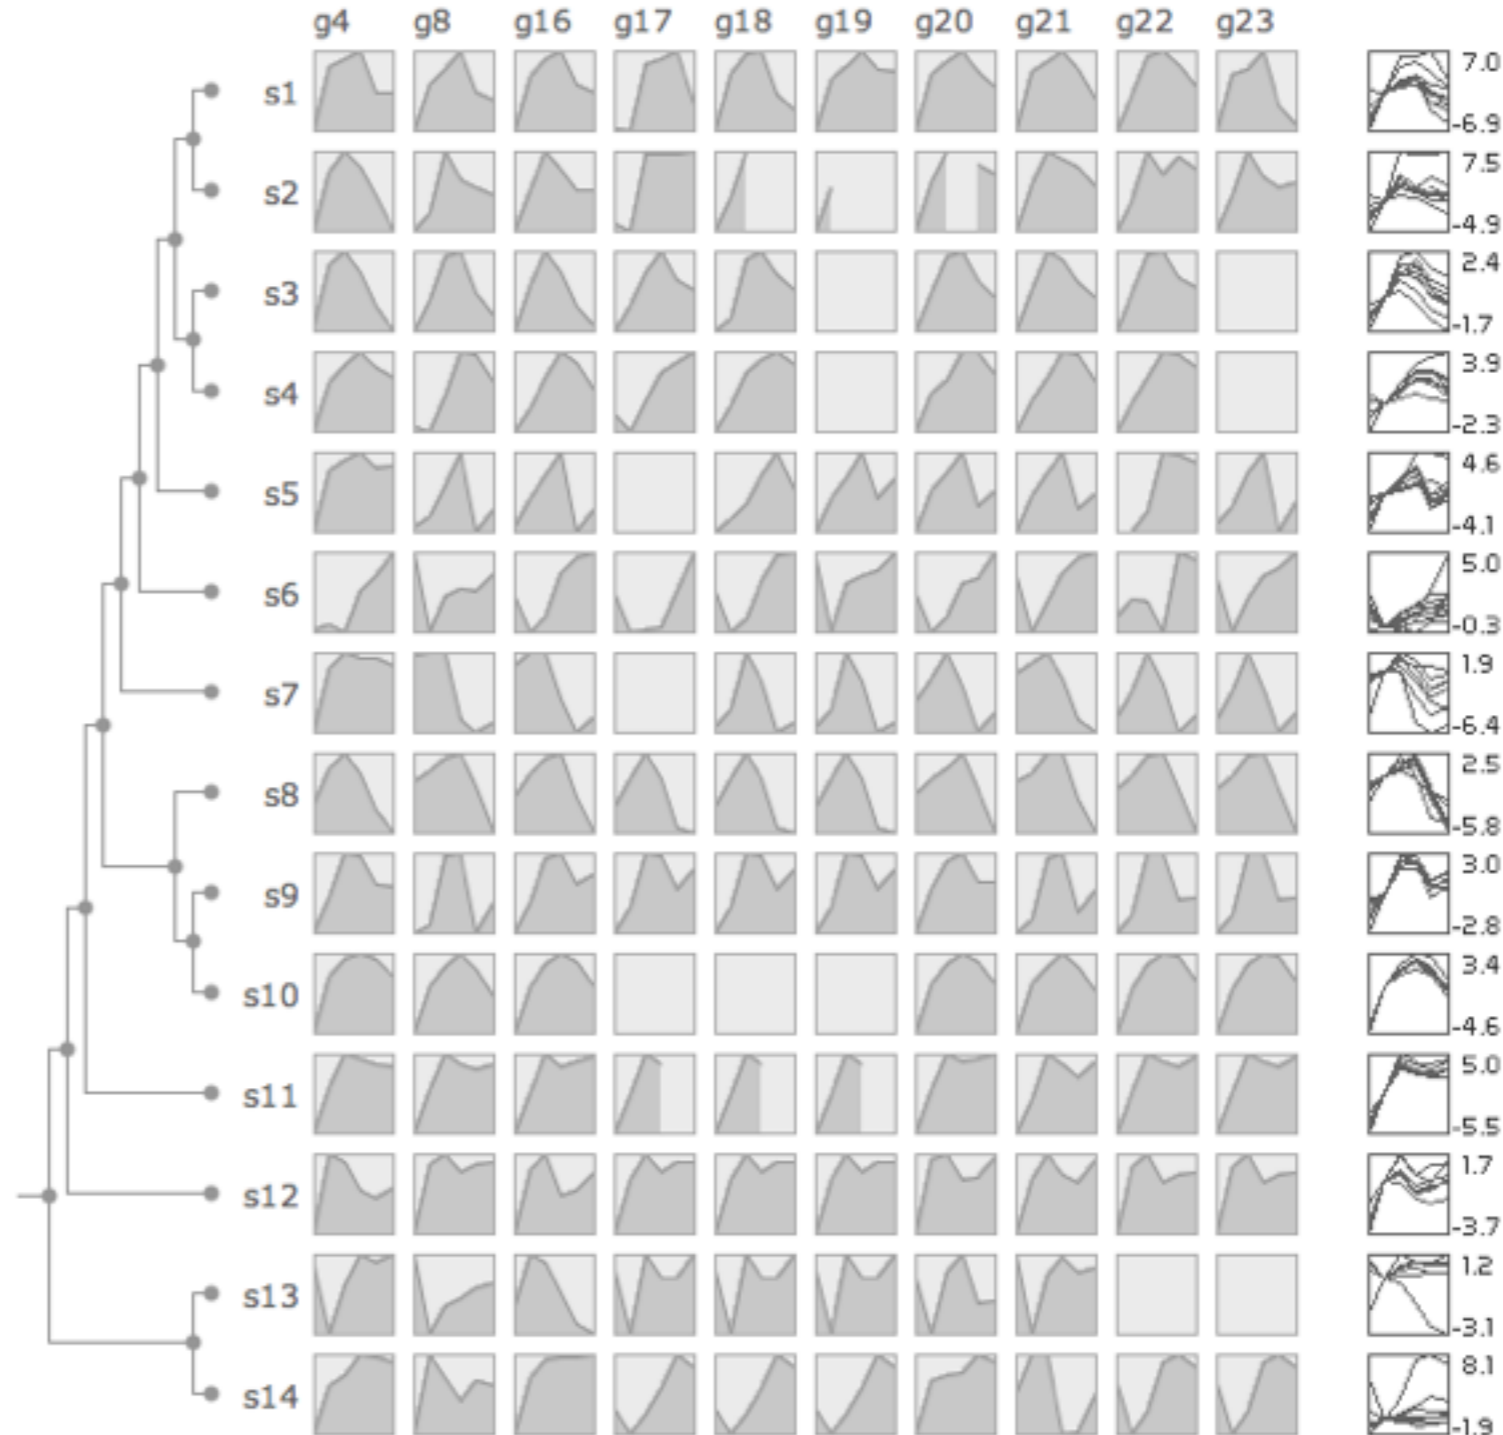 g4 g8 g16 g17 g18 g19 g20 g21 g22 g23
s1 7.0
-6.9
s2 7.5
-4.9
s3 2.4
-1.7
s4 3.9
-2.3
s5 4.6
-4.1
s6 5.0
-0.3
s7 1.9
-6.4
s8 2.5
-5.8
s9 3.0
-2.8
s10 3.4
-4.6
s11 5.0
-5.5
s12 1.7
-3.7
s13 1.2
-3.1
s14 8.1
-1.9